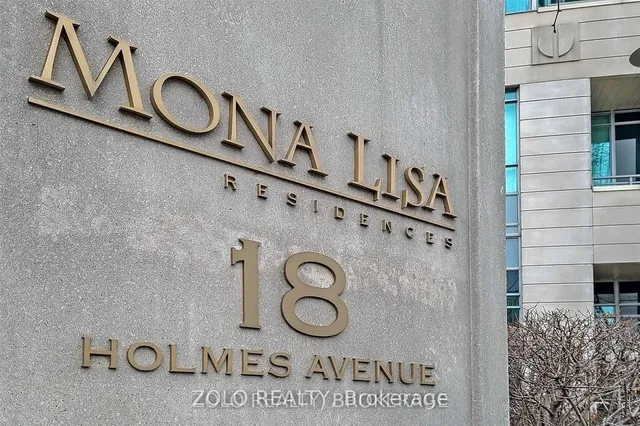 MONA LISA
RESIDENCES
18
HOLMES AVENUE
ZOLO REALTY, Brokerage